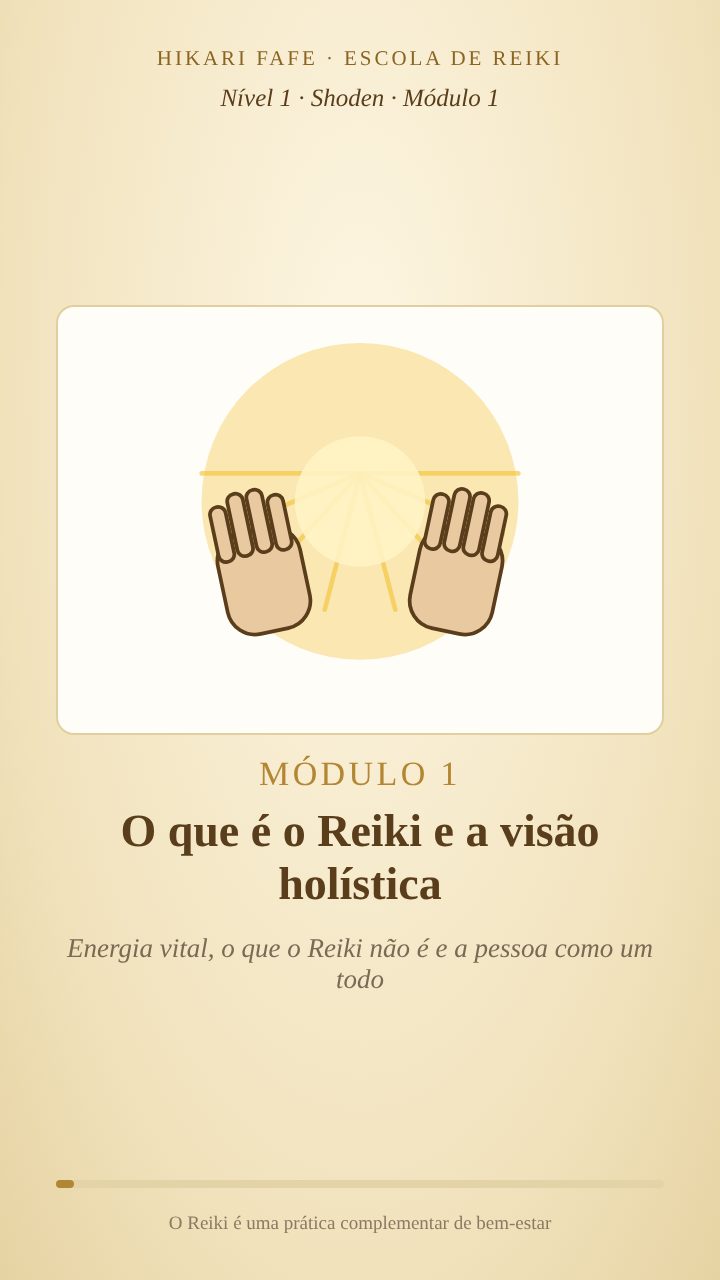 HIKARI FAFE · ESCOLA DE REIKI
Nível 1 · Shoden · Módulo 1
MÓDULO 1
O que é o Reiki e a visão
holística
Energia vital, o que o Reiki não é e a pessoa como um
todo
O Reiki é uma prática complementar de bem-estar